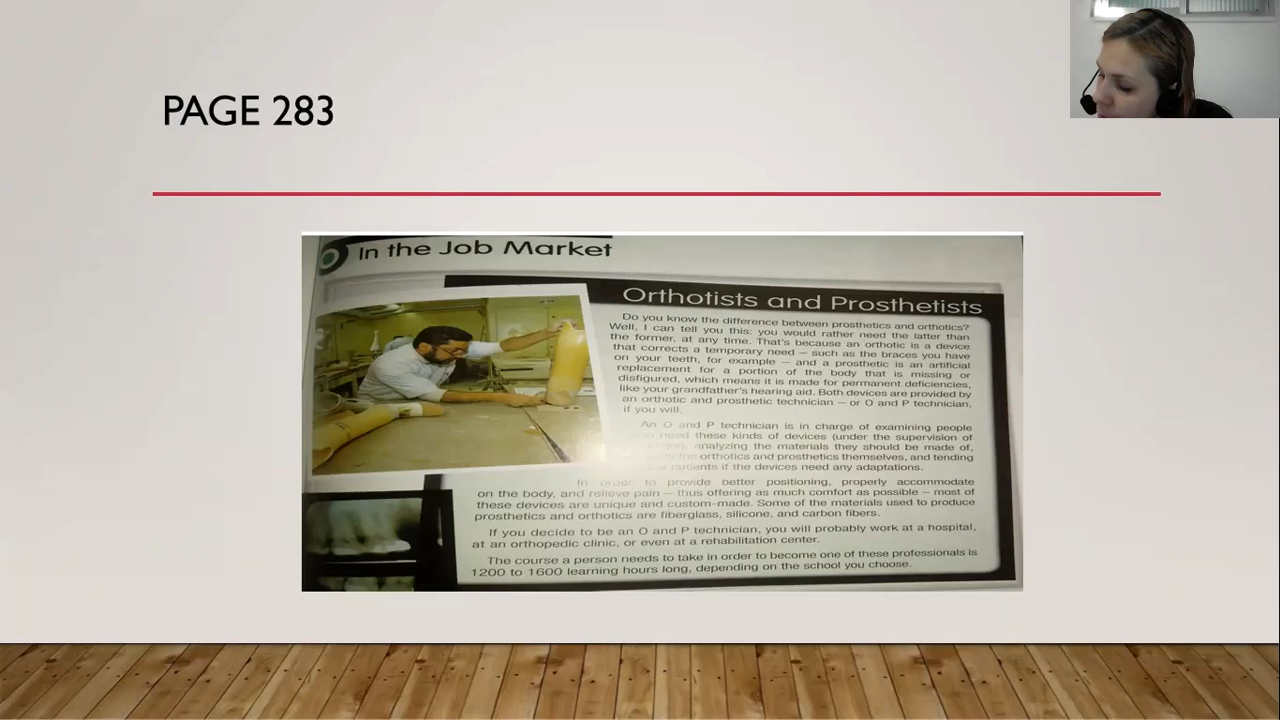 PAGE 283
In the Job Market
Orthotists and Prosthetists
Do you know the difference between prosthetics and orthotics?
Well, I can tell you this: you would rather need the latter than
the former, at any time. That's because an orthotic is a device
that corrects a temporary need – such as the braces you have
on your teeth, for example – and a prosthetic is an artificial
replacement for a portion of the body that is missing or
disfigured, which means it is made for permanent deficiencies,
like your grandfather's hearing aid. Both devices are provided by
an orthotic and prosthetic technician – or O and P technician,
if you will.
An O and P technician is in charge of examining people
need these kinds of devices (under the supervision of
analyzing the materials they should be made of,
the orthotics and prosthetics themselves, and tending
patients if the devices need any adaptations.
In order to provide better positioning, properly accommodate
on the body, and relieve pain – thus offering as much comfort as possible – most of
these devices are unique and custom-made. Some of the materials used to produce
prosthetics and orthotics are fiberglass, silicone, and carbon fibers.
If you decide to be an O and P technician, you will probably work at a hospital,
at an orthopedic clinic, or even at a rehabilitation center.
The course a person needs to take in order to become one of these professionals is
1200 to 1600 learning hours long, depending on the school you choose.